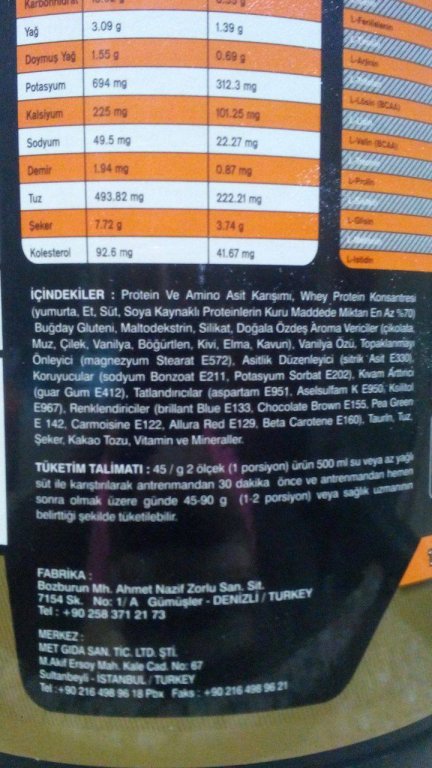 Karbonhidrat
Yağ 3.09 g 1.39 g
Doymuş Yağ 1.55 g 0.69 g
Potasyum 694 mg 312.3 mg
Kalsiyum 225 mg 101.25 mg
Sodyum 49.5 mg 22.27 mg
Demir 1.94 mg 0.87 mg
Tuz 493.82 mg 222.21 mg
Şeker 7.72 g 3.74 g
Kolesterol 92.6 mg 41.67 mg
L-Fenilalanin
L-Arjinin
L-Lösin (BCAA)
L-Valin (BCAA)
L-Prolin
L-Glisin
L-istidin
İÇİNDEKİLER : Protein Ve Amino Asit Karışımı, Whey Protein Konsantresi
(yumurta, Et, Süt, Soya Kaynaklı Proteinlerin Kuru Maddede Miktarı En Az %70)
Buğday Gluteni, Maltodekstrin, Silikat, Doğala Özdeş Aroma Vericiler (çikolata,
Muz, Çilek, Vanilya, Böğürtlen, Kivi, Elma, Kavun), Vanilya Özü, Topaklanmayı
Önleyici (magnezyum Stearat E572), Asitlik Düzenleyici (sitrik Asit E330),
Koruyucular (sodyum Bonzoat E211, Potasyum Sorbat E202), Kıvam Arttırıcı
(guar Gum E412), Tatlandırıcılar (aspartam E951, Aselsulfam K E950, Ksilitol
E967), Renklendiriciler (brillant Blue E133, Chocolate Brown E155, Pea Green
E 142, Carmoisine E122, Allura Red E129, Beta Carotene E160), Taurin, Tuz,
Şeker, Kakao Tozu, Vitamin ve Mineraller.
TÜKETİM TALİMATI : 45 / g 2 ölçek (1 porsiyon) ürün 500 ml su veya az yağlı
süt ile karıştırılarak antrenmandan 30 dakika önce ve antrenmandan hemen
sonra olmak üzere günde 45-90 g (1-2 porsiyon) veya sağlık uzmanının
belirttiği şekilde tüketilebilir.
FABRİKA :
Bozburun Mh. Ahmet Nazif Zorlu San. Sit.
7154 Sk. No: 1/ A Gümüşler - DENİZLİ / TURKEY
Tel : +90 258 371 21 73
MERKEZ :
MET GIDA SAN. TİC. LTD. ŞTİ.
M.Akif Ersoy Mah. Kale Cad. No: 67
Sultanbeyli - İSTANBUL / TURKEY
Tel :+90 216 498 96 18 Pbx Faks : +90 216 498 96 21